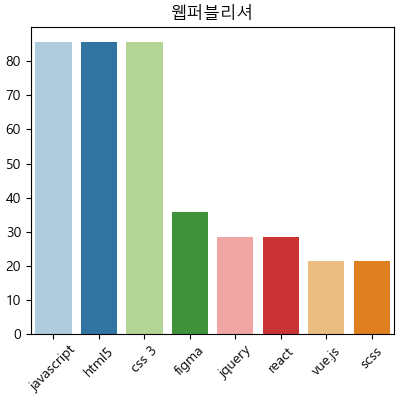 웹퍼블리셔
80
70
60
50
40
30
20
10
0
javascript
html5
css 3
figma
jquery
react
vue.js
scss